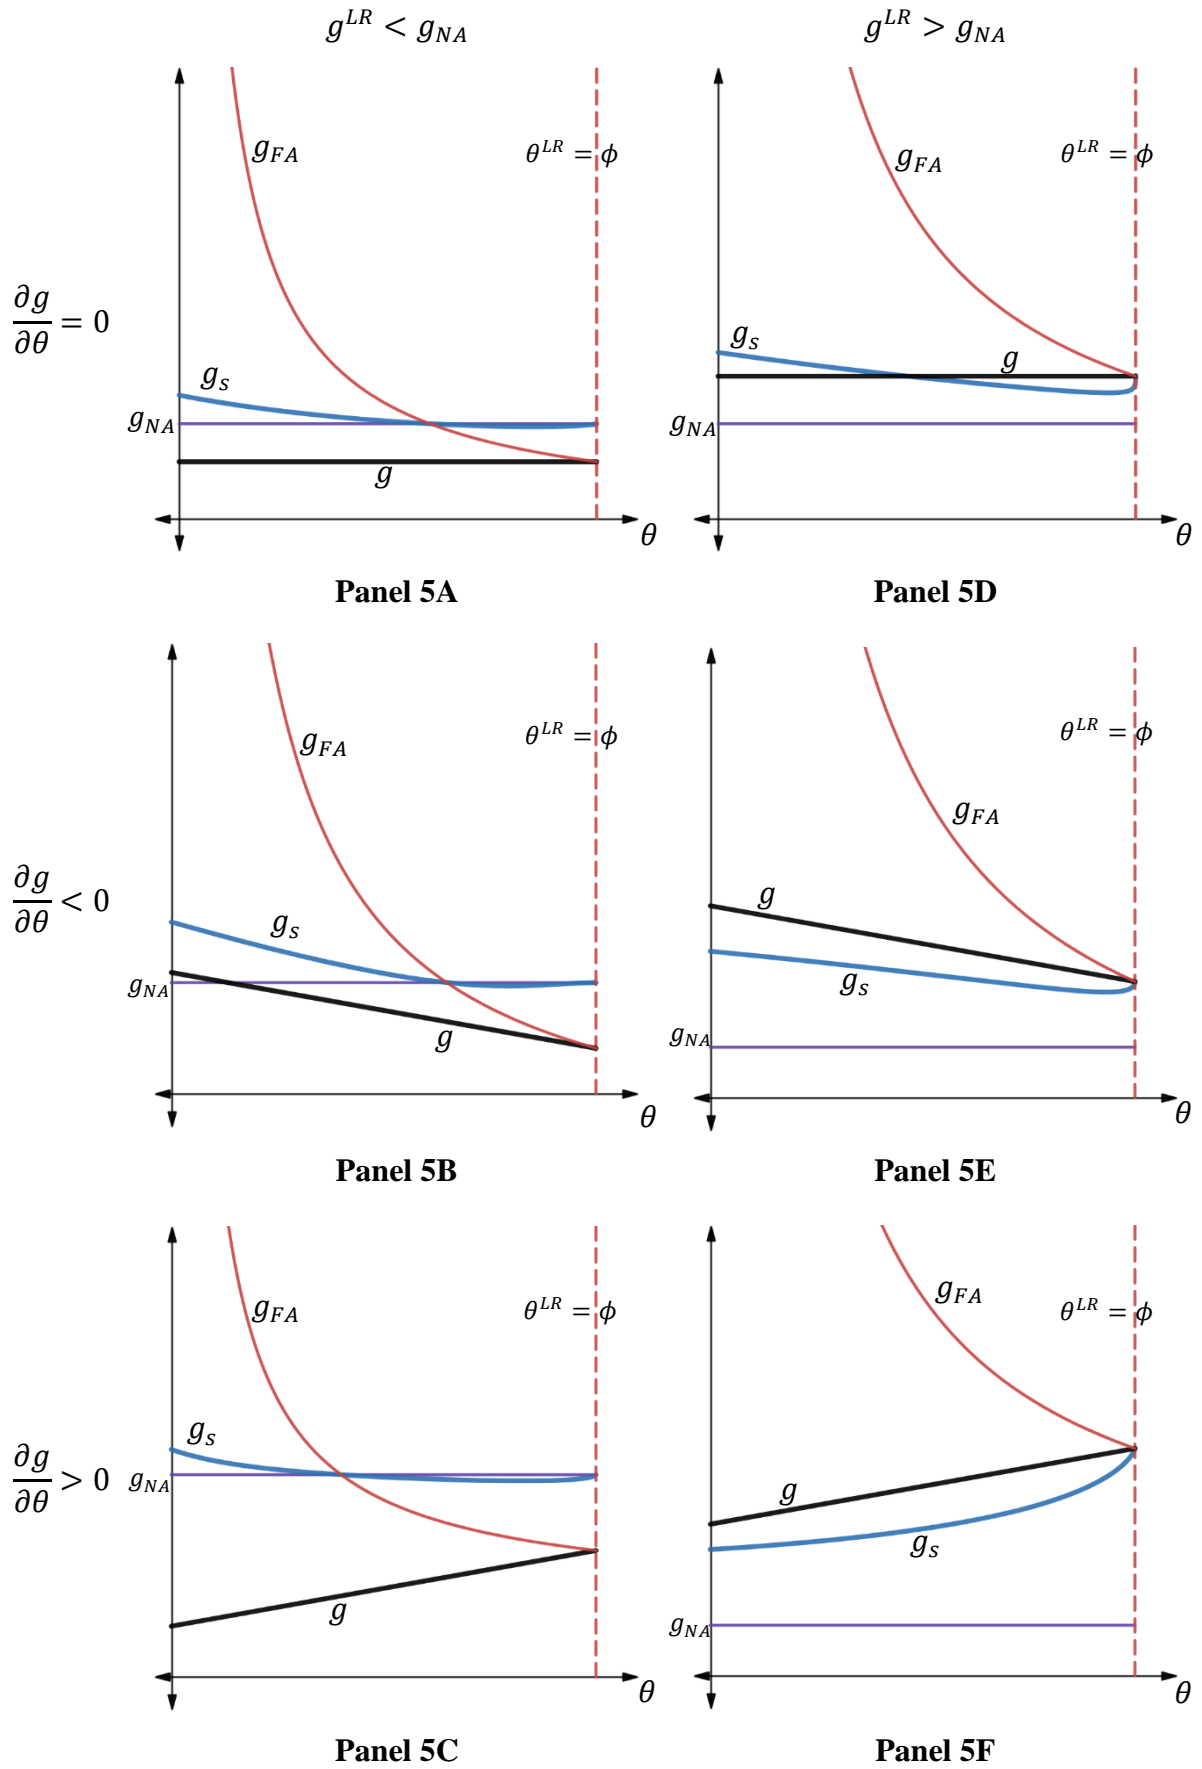 g^{LR} < g_{NA}
g^{LR} > g_{NA}
∂g/∂θ = 0
g_{FA}
θ^{LR} = ϕ
g_s
g_{NA}
g
θ
Panel 5A
g_{FA}
θ^{LR} = ϕ
g_s
g
g_{NA}
θ
Panel 5D
∂g/∂θ < 0
g_{FA}
θ^{LR} = ϕ
g_s
g_{NA}
g
θ
Panel 5B
θ^{LR} = ϕ
g_{FA}
g
g_s
g_{NA}
θ
Panel 5E
∂g/∂θ > 0
g_{FA}
θ^{LR} = ϕ
g_s
g_{NA}
g
θ
Panel 5C
g_{FA}
θ^{LR} = ϕ
g
g_s
g_{NA}
θ
Panel 5F